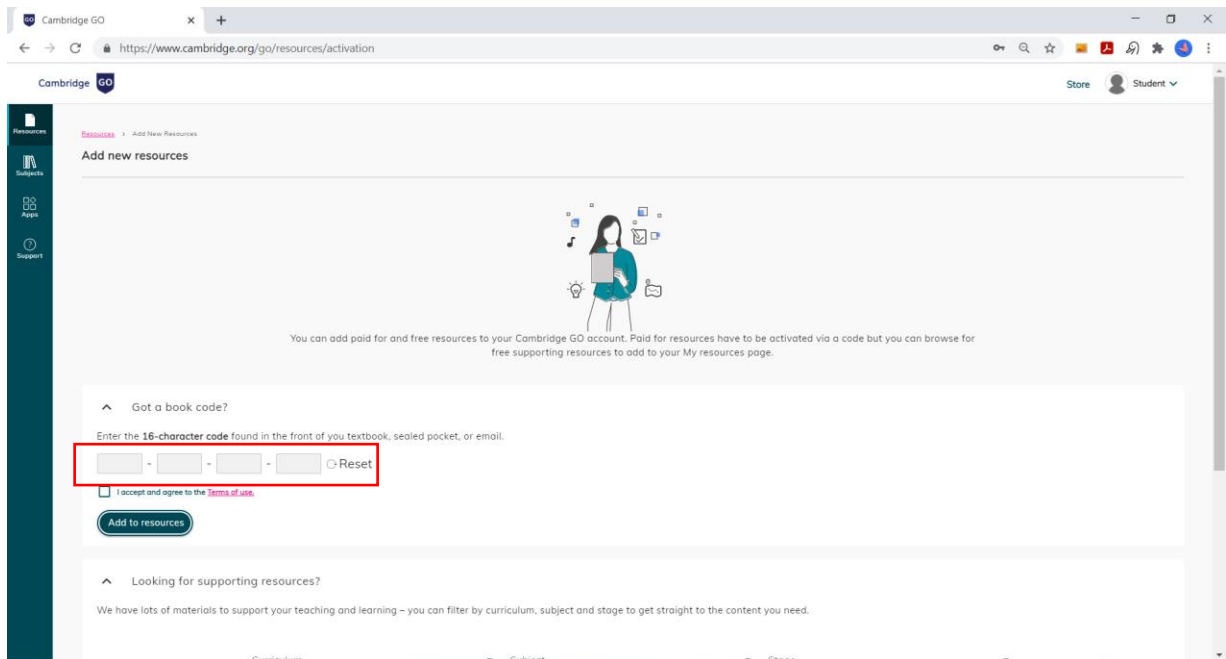 GO Cambridge GO
https://www.cambridge.org/go/resources/activation
Cambridge GO
Store
Student
Resources
Subjects
Apps
Support
Resources › Add New Resources
Add new resources
You can add paid for and free resources to your Cambridge GO account. Paid for resources have to be activated via a code but you can browse for
free supporting resources to add to your My resources page.
Got a book code?
Enter the 16-character code found in the front of you textbook, sealed pocket, or email.
- - - Reset
I accept and agree to the Terms of use.
Add to resources
Looking for supporting resources?
We have lots of materials to support your teaching and learning – you can filter by curriculum, subject and stage to get straight to the content you need.